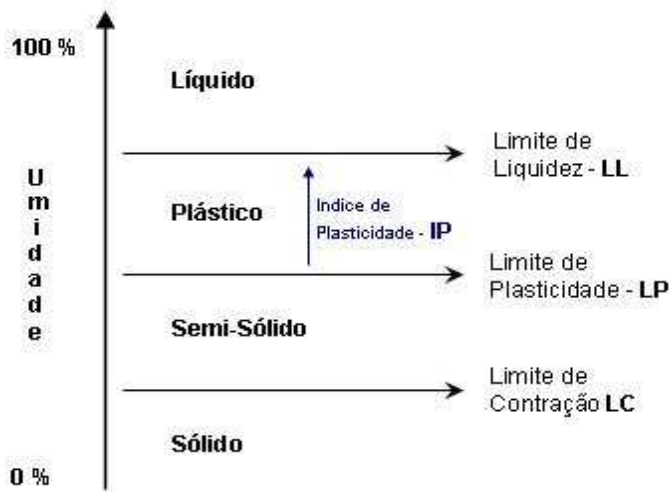 100 %
Líquido
Limite de
Liquidez - LL
Umidade
Plástico
Indice de
Plasticidade - IP
Limite de
Plasticidade - LP
Semi-Sólido
Limite de
Contração LC
Sólido
0 %